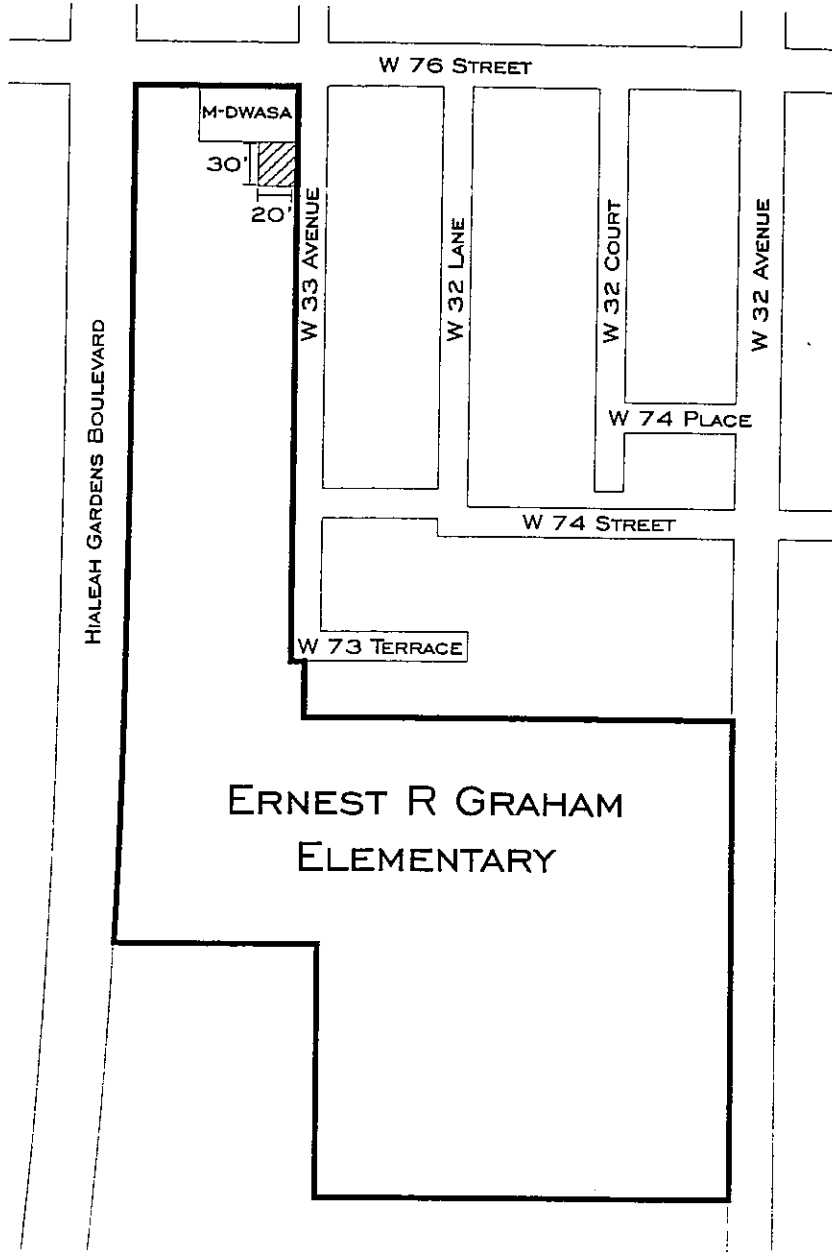 W 76 STREET
M-DWASA
30'
20'
W 33 AVENUE
W 32 LANE
W 32 COURT
W 32 AVENUE
HIALEAH GARDENS BOULEVARD
W 74 PLACE
W 74 STREET
W 73 TERRACE
ERNEST R GRAHAM
ELEMENTARY